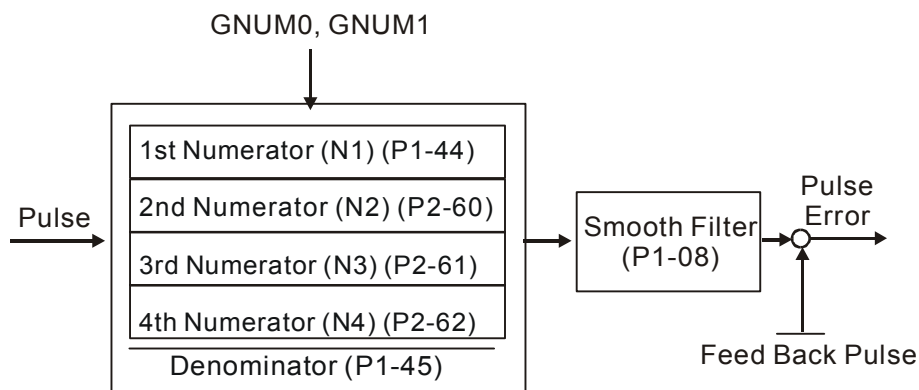 GNUM0, GNUM1
1st Numerator (N1) (P1-44)
2nd Numerator (N2) (P2-60)
3rd Numerator (N3) (P2-61)
4th Numerator (N4) (P2-62)
Denominator (P1-45)
Pulse
Smooth Filter
(P1-08)
Pulse
Error
Feed Back Pulse